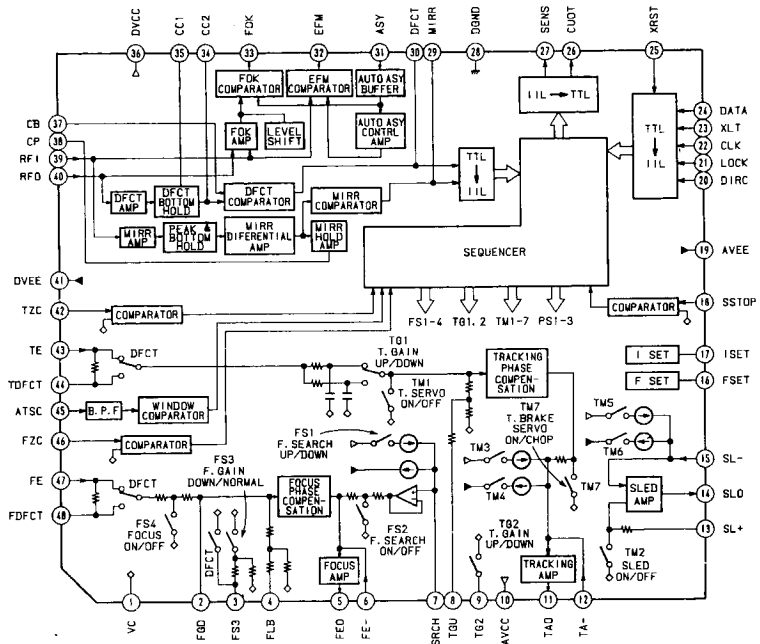 DVCC
CC1
CC2
FOK
EFM
ASY
DFCT
MIRR
DGND
SENS
CUOT
XRST
36
35
34
33
32
31
30
29
28
27
26
25
FOK
COMPARATOR
EFM
COMPARATOR
AUTO ASY
BUFFER
IIL → TTL
FOK
AMP
LEVEL
SHIFT
AUTO ASY
CONTRL
AMP
TTL
↓
IIL
TTL
↓
IIL
CB 37
CP 38
RFI 39
RFO 40
24 DATA
23 XLT
22 CLK
21 LOCK
20 DIRC
DFCT
AMP
DFCT
BOTTOM
HOLD
DFCT
COMPARATOR
MIRR
COMPARATOR
MIRR
AMP
PEAK &
BOTTOM
HOLD
MIRR
DIFERENTIAL
AMP
MIRR
HOLD
AMP
SEQUENCER
19 AVEE
DVEE 41
TZC 42
COMPARATOR
FS1-4
TG1. 2
TM1-7
PS1-3
COMPARATOR
18 SSTOP
TE 43
DFCT
TDFCT 44
TG1
T. GAIN
UP/DOWN
TM1
T. SERVO
ON/OFF
TRACKING
PHASE
COMPEN-
SATION
I SET
17 ISET
F SET
16 FSET
ATSC 45
B.P.F
WINDOW
COMPARATOR
TM7
T. BRAKE
SERVO
ON/CHOP
TM5
TM6
FZC 46
COMPARATOR
FS1
F. SEARCH
UP/DOWN
TM3
TM4
TM7
15 SL-
FE 47
DFCT
FDFCT 48
FS3
F. GAIN
DOWN/NORMAL
FOCUS
PHASE
COMPEN-
SATION
SLED
AMP
14 SLO
13 SL+
FS4
FOCUS
ON/OFF
DFCT
FS2
F. SEARCH
ON/OFF
TG2
T. GAIN
UP/DOWN
TM2
SLED
ON/OFF
FOCUS
AMP
TRACKING
AMP
1
2
3
4
5
6
7
8
9
10
11
12
VC
FGD
FS3
FLB
FEO
FE-
SRCH
TGU
TG2
AVCC
TAO
TA-